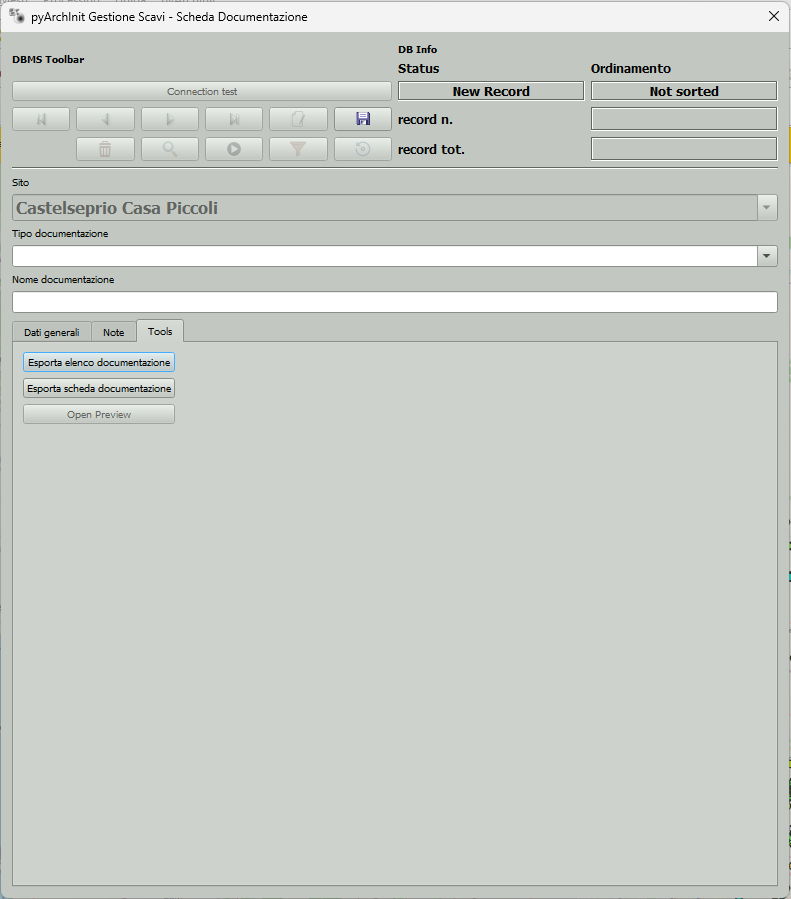 pyArchInit Gestione Scavi - Scheda Documentazione
DBMS Toolbar
DB Info
Status
Ordinamento
Connection test
New Record
Not sorted
record n.
record tot.
Sito
Castelseprio Casa Piccoli
Tipo documentazione
Nome documentazione
Dati generali
Note
Tools
Esporta elenco documentazione
Esporta scheda documentazione
Open Preview